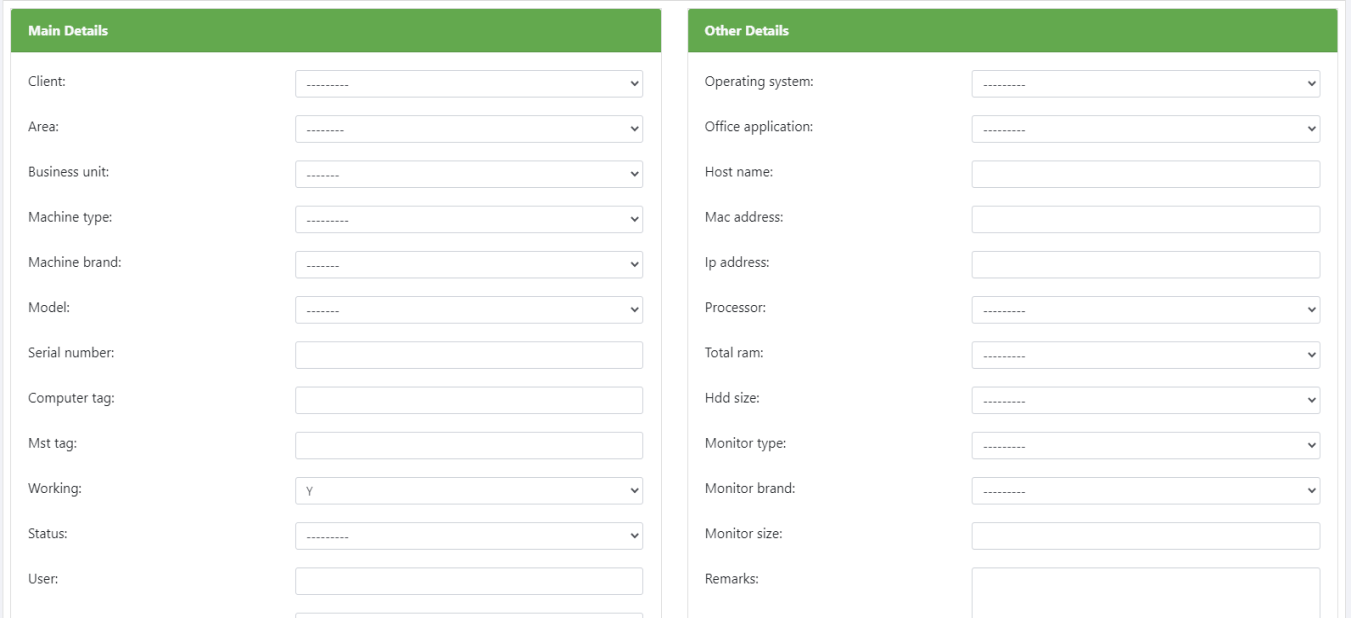 Main Details
Client: ---------
Area: --------
Business unit: -------
Machine type: ---------
Machine brand: -------
Model: -------
Serial number:
Computer tag:
Mst tag:
Working: Y
Status: ---------
User:
Other Details
Operating system: ---------
Office application: ---------
Host name:
Mac address:
Ip address:
Processor: ---------
Total ram: ---------
Hdd size: ---------
Monitor type: ---------
Monitor brand: ---------
Monitor size:
Remarks: